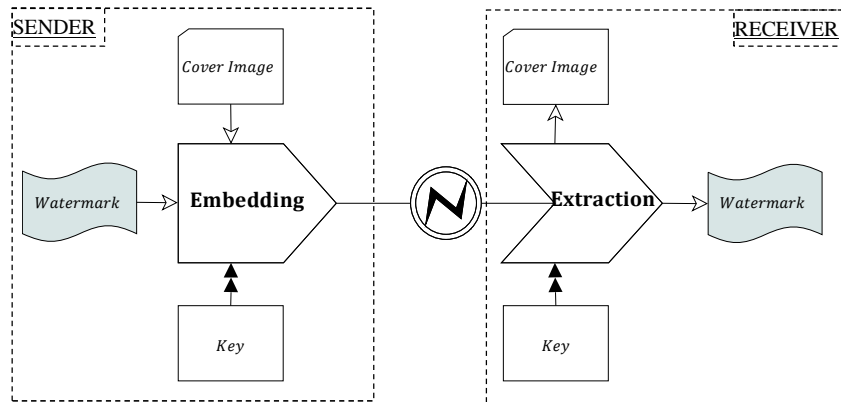 SENDER
RECEIVER
Cover Image
Cover Image
Watermark
Embedding
Extraction
Watermark
Key
Key